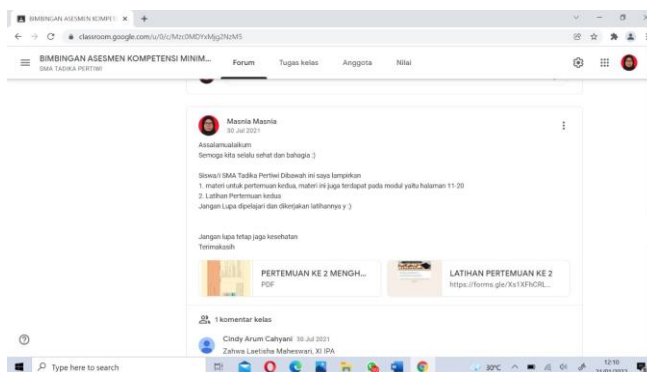 BIMBINGAN ASESMEN KOMPETE
classroom.google.com/u/0/c/Mzc0MDYxMjg2NzM5
BIMBINGAN ASESMEN KOMPETENSI MINIM...
SMA TADIKA PERTIWI
Forum
Tugas kelas
Anggota
Nilai
Masnia Masnia
30 Jul 2021
Assalamualaikum
Semoga kita selalu sehat dan bahagia :)
Siswa/I SMA Tadika Pertiwi Dibawah ini saya lampirkan
1. materi untuk pertemuan kedua, materi ini juga terdapat pada modul yaitu halaman 11-20
2. Latihan Pertemuan kedua
Jangan Lupa dipelajari dan dikerjakan latihannya y :)
Jangan lupa tetap jaga kesehatan
Terimakasih
PERTEMUAN KE 2 MENGH...
PDF
LATIHAN PERTEMUAN KE 2
https://forms.gle/Xs1XFhCRL...
1 komentar kelas
Cindy Arum Cahyani 30 Jul 2021
Zahwa Laetisha Maheswari, XI IPA
Type here to search
30°C
12:10